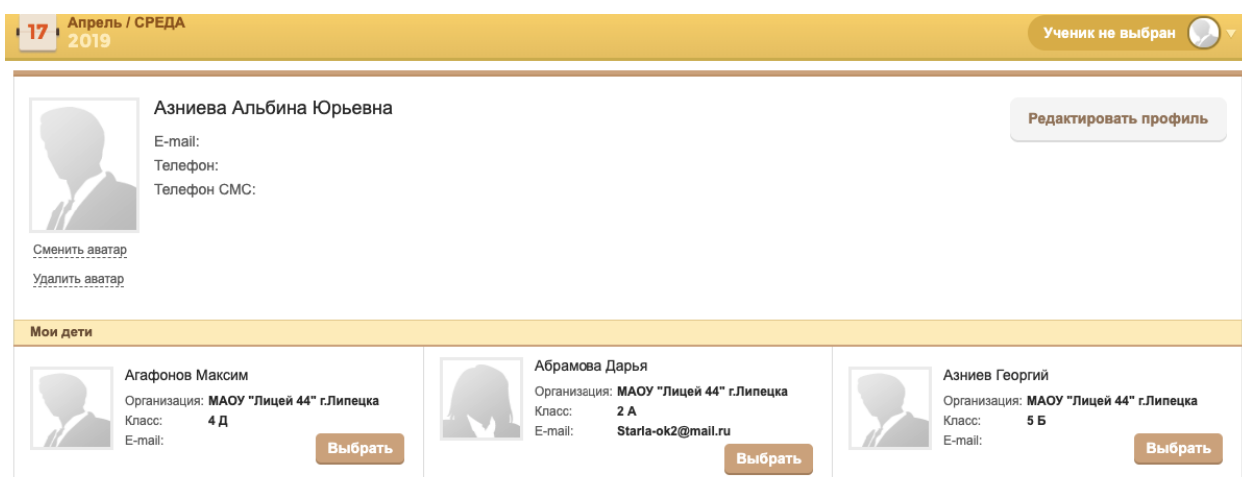 17
Апрель / СРЕДА
2019
Ученик не выбран
Азниева Альбина Юрьевна
Редактировать профиль
E-mail:
Телефон:
Телефон СМС:
Сменить аватар
Удалить аватар
Мои дети
Агафонов Максим
Организация: МАОУ "Лицей 44" г.Липецка
Класс: 4 Д
E-mail:
Выбрать
Абрамова Дарья
Организация: МАОУ "Лицей 44" г.Липецка
Класс: 2 А
E-mail: Starla-ok2@mail.ru
Выбрать
Азниев Георгий
Организация: МАОУ "Лицей 44" г.Липецка
Класс: 5 Б
E-mail:
Выбрать